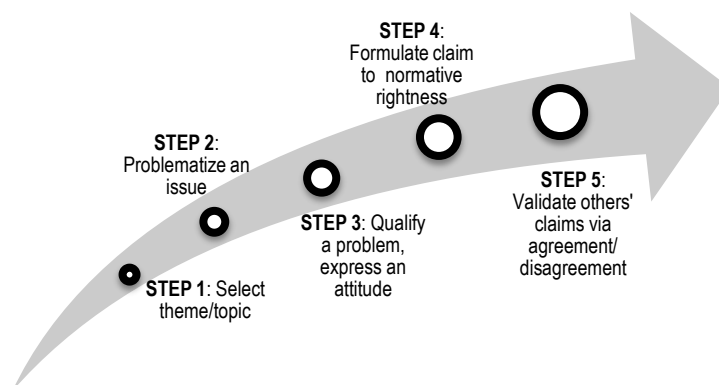 STEP 1: Select
theme/topic
STEP 2:
Problematize an
issue
STEP 3: Qualify
a problem,
express an
attitude
STEP 4:
Formulate claim
to normative
rightness
STEP 5:
Validate others'
claims via
agreement/
disagreement